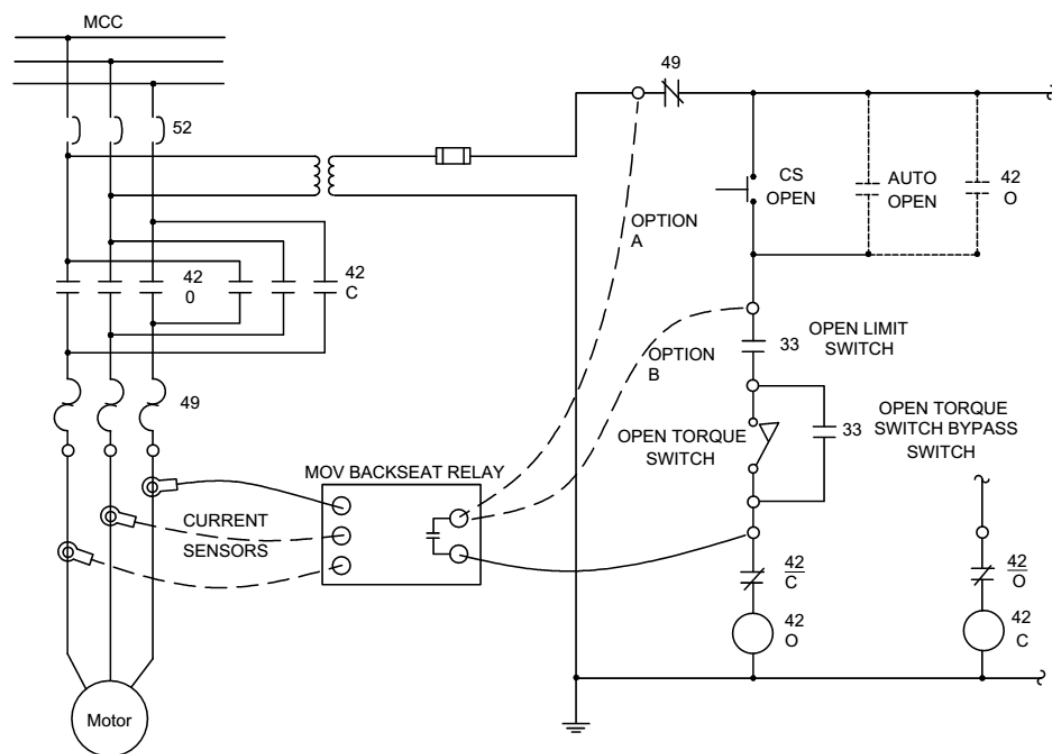 MCC
52
49
CS
OPEN
AUTO
OPEN
42
O
OPTION
A
42
0
42
C
OPTION
B
33
OPEN LIMIT
SWITCH
49
OPEN TORQUE
SWITCH
33
OPEN TORQUE
SWITCH BYPASS
SWITCH
MOV BACKSEAT RELAY
CURRENT
SENSORS
42
C
42
O
42
O
42
C
Motor